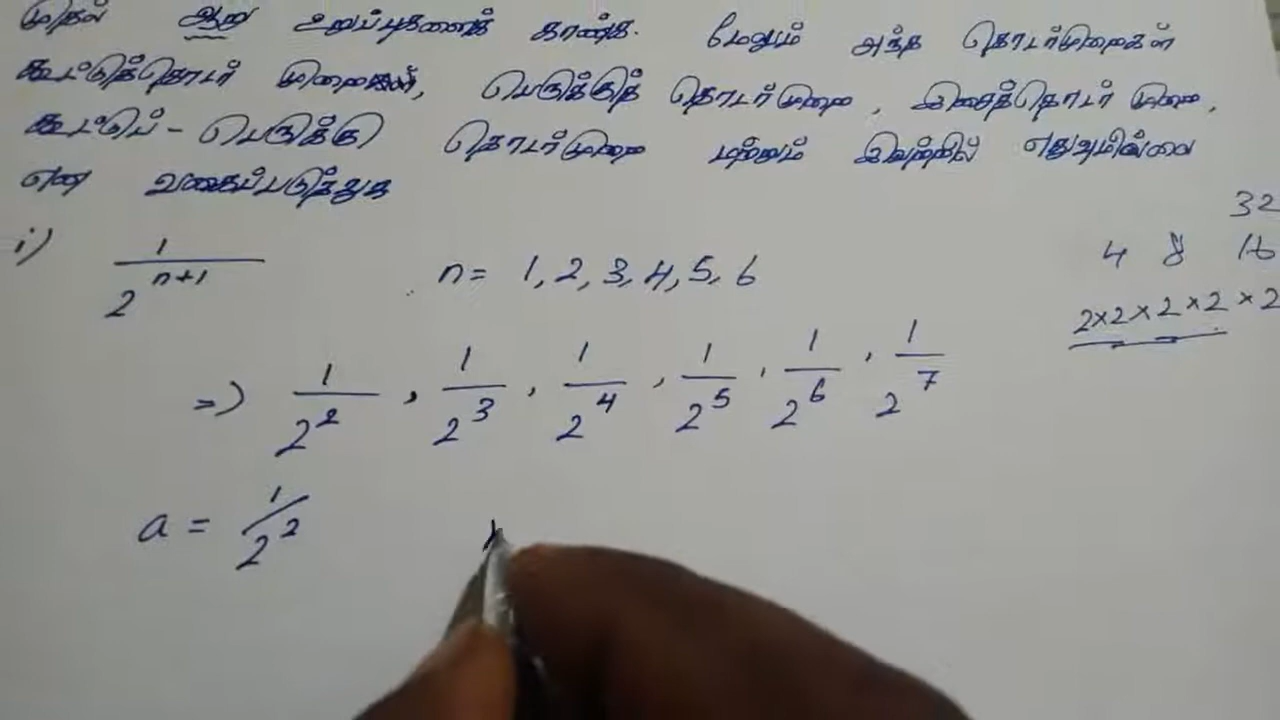 முதல் ஆறு உறுப்புகளைக் காண்க. மேலும் அந்த தொடர்முறைகள்
கூட்டுத்தொடர் முறைகள், பெருக்குத் தொடர்முறை, இசைத்தொடர் முறை,
கூட்டுப் - பெருக்கு தொடர்முறை மற்றும் இவற்றில் எதுவுமில்லை
என வகைப்படுத்துக
32
i) 1/2^(n+1) n = 1, 2, 3, 4, 5, 6 4 8 16
2×2×2×2×2
=> 1/2^2, 1/2^3, 1/2^4, 1/2^5, 1/2^6, 1/2^7
a = 1/2^2